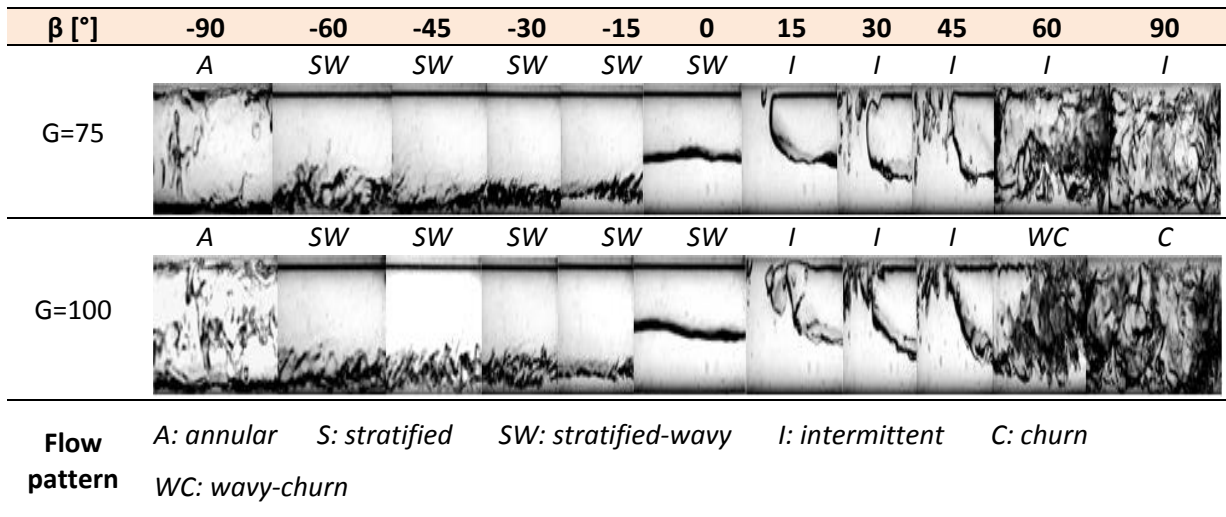 β [°] -90 -60 -45 -30 -15 0 15 30 45 60 90
A SW SW SW SW SW I I I I I
G=75
A SW SW SW SW SW I I I WC C
G=100
Flow pattern
A: annular S: stratified SW: stratified-wavy I: intermittent C: churn
WC: wavy-churn